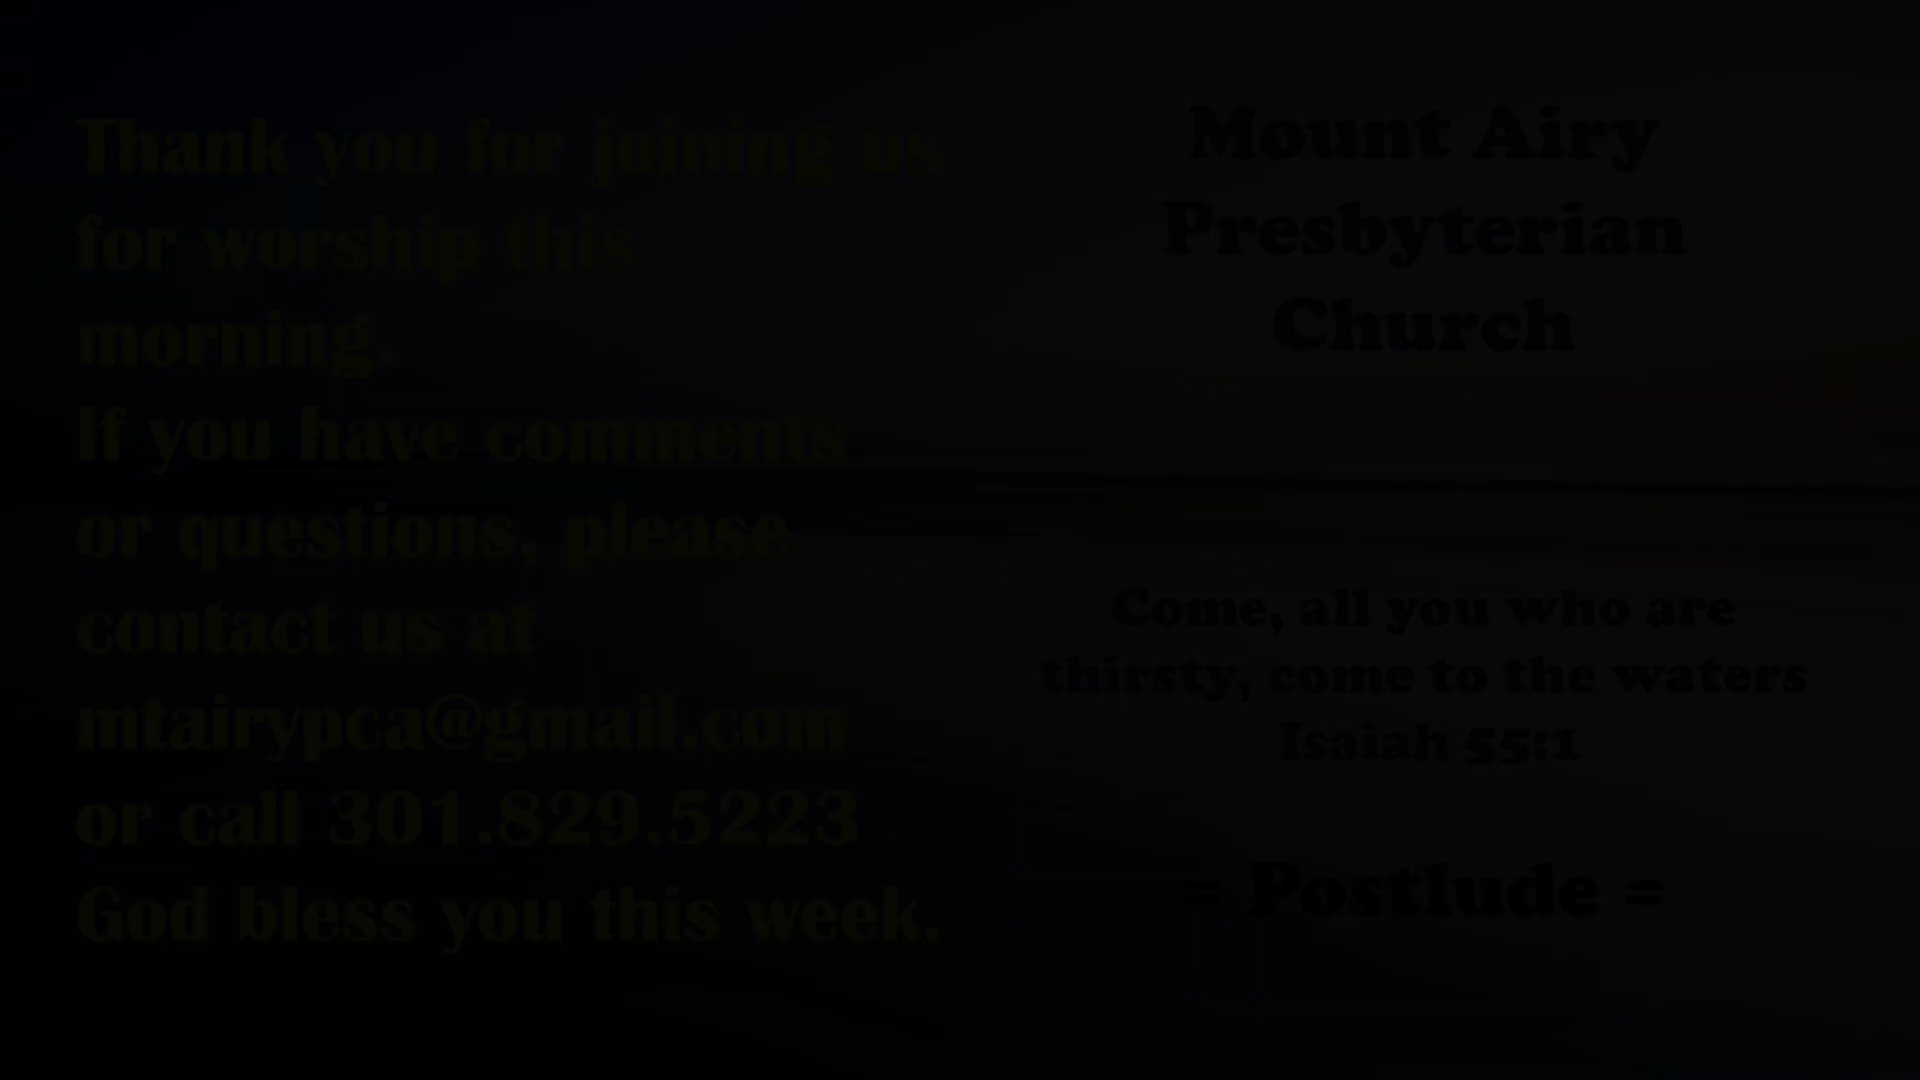 Thank you for joining us
for worship this
morning.
If you have comments
or questions, please
contact us at
mtairypca@gmail.com
or call 301.829.5223
God bless you this week.
Mount Airy
Presbyterian
Church
Come, all you who are
thirsty, come to the waters
Isaiah 55:1
= Postlude =